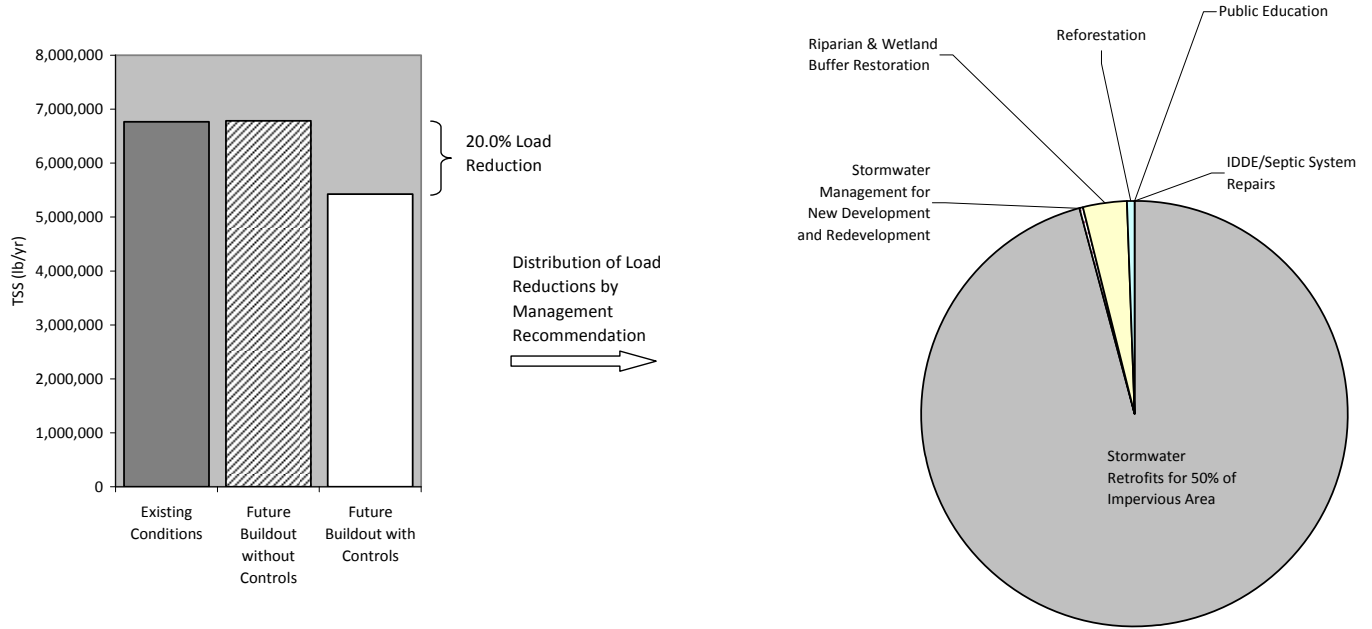 8,000,000
7,000,000
6,000,000
5,000,000
4,000,000
3,000,000
2,000,000
1,000,000
0
TSS (lb/yr)
Existing
Conditions
Future
Buildout
without
Controls
Future
Buildout with
Controls
20.0% Load
Reduction
Distribution of Load
Reductions by
Management
Recommendation
Public Education
Reforestation
Riparian & Wetland
Buffer Restoration
IDDE/Septic System
Repairs
Stormwater
Management for
New Development
and Redevelopment
Stormwater
Retrofits for 50% of
Impervious Area